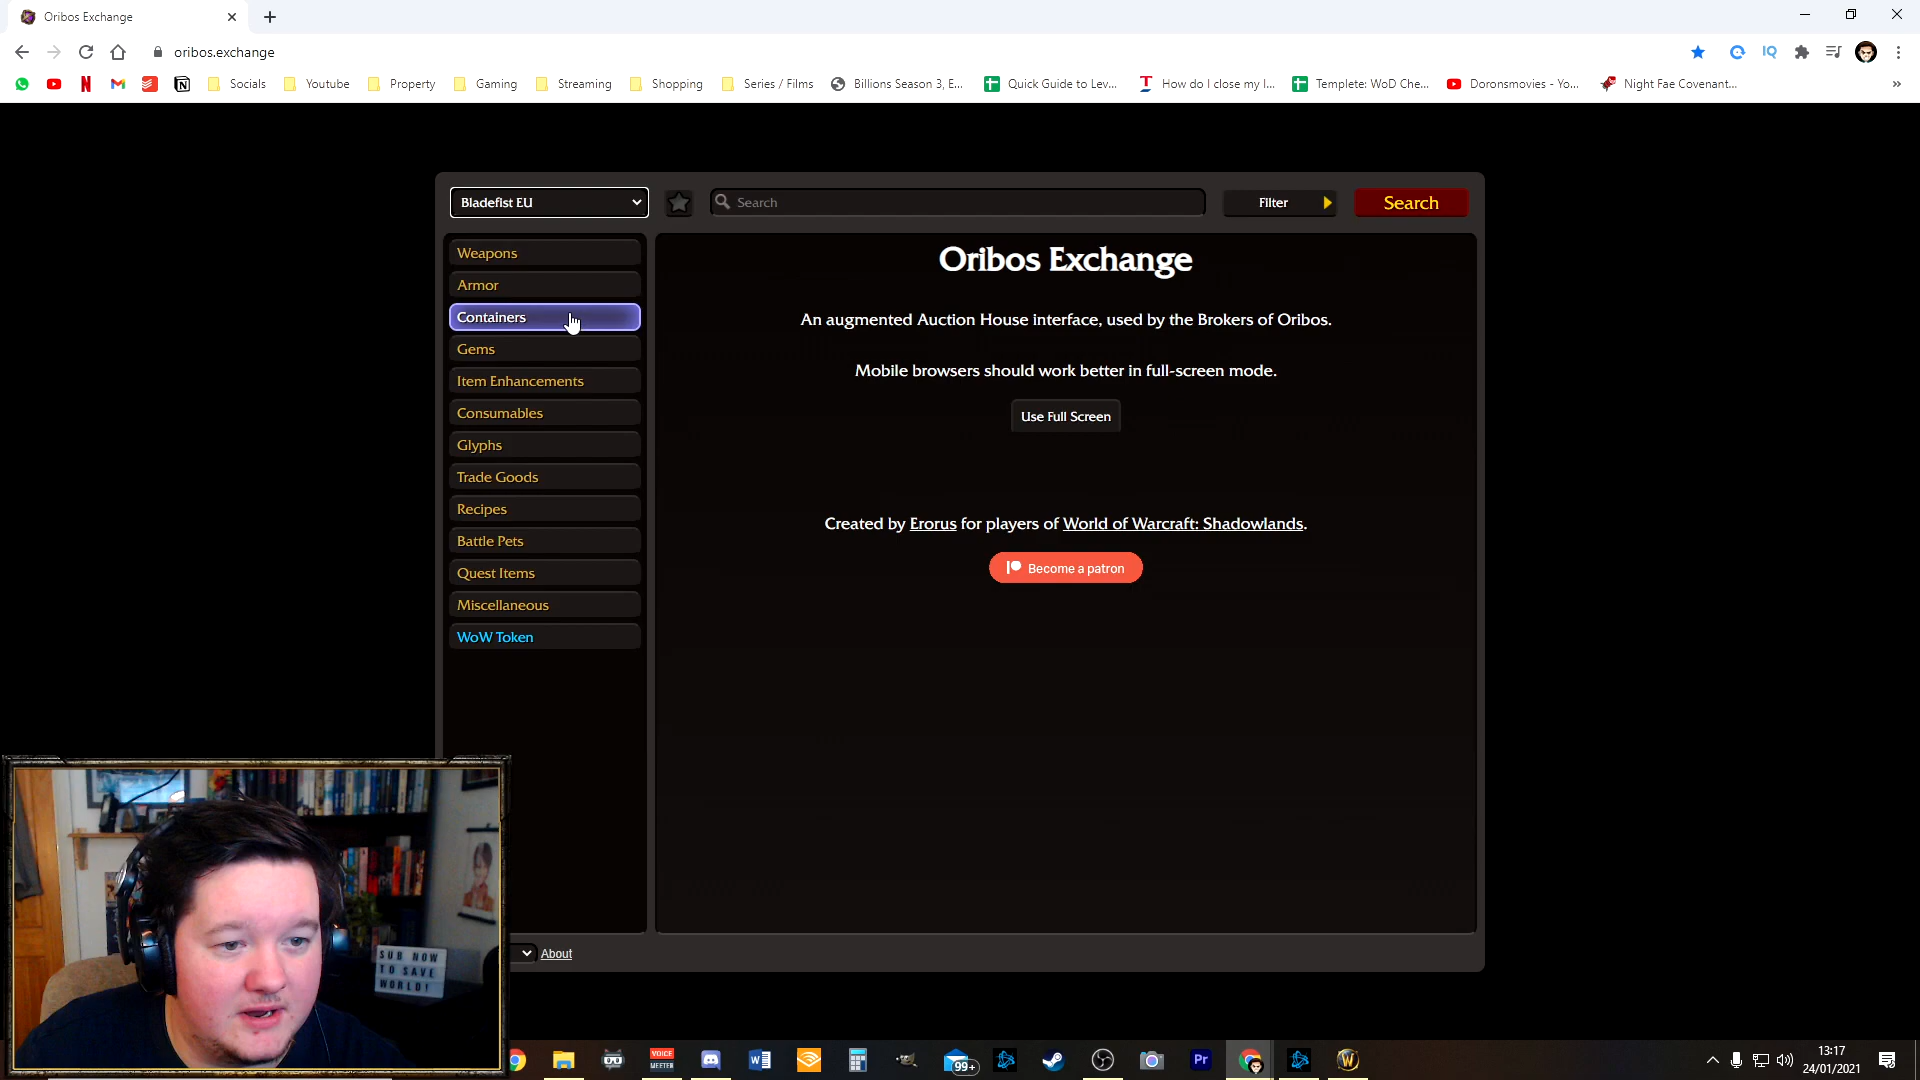 Oribos Exchange
oribos.exchange
IQ
Socials
Youtube
Property
Gaming
Streaming
Shopping
Series / Films
Billions Season 3, E...
Quick Guide to Lev...
How do I close my l...
Templete: WoD Che...
Doronsmovies - Yo...
Night Fae Covenant...
Bladefist EU
Search
Filter
Search
Weapons
Armor
Containers
Gems
Item Enhancements
Consumables
Glyphs
Trade Goods
Recipes
Battle Pets
Quest Items
Miscellaneous
WoW Token
Oribos Exchange
An augmented Auction House interface, used by the Brokers of Oribos.
Mobile browsers should work better in full-screen mode.
Use Full Screen
Created by Erorus for players of World of Warcraft: Shadowlands.
Become a patron
About
SUB NOW
TO SAVE
WORLD!
VOICE
MEETER
99+
Pr
13:17
24/01/2021